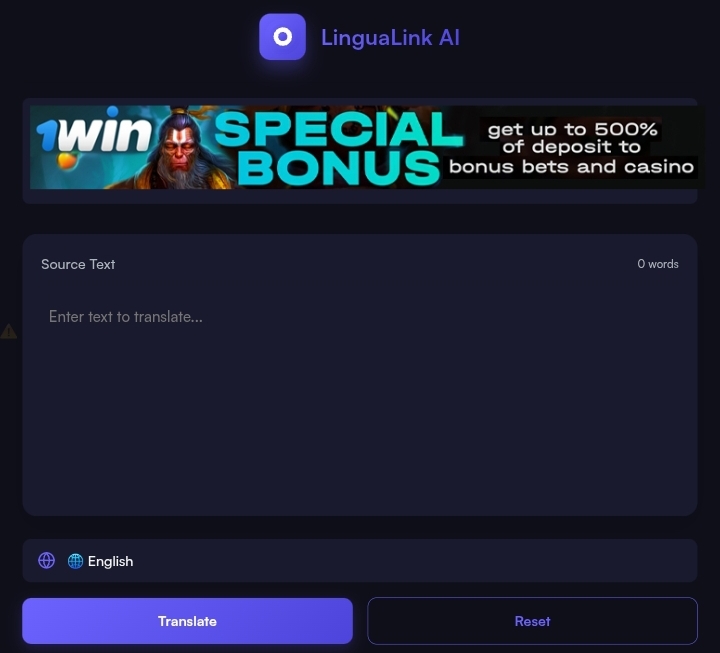 LinguaLink AI
1win
SPECIAL
BONUS
get up to 500%
of deposit to
bonus bets and casino
Source Text
0 words
Enter text to translate...
English
Translate
Reset